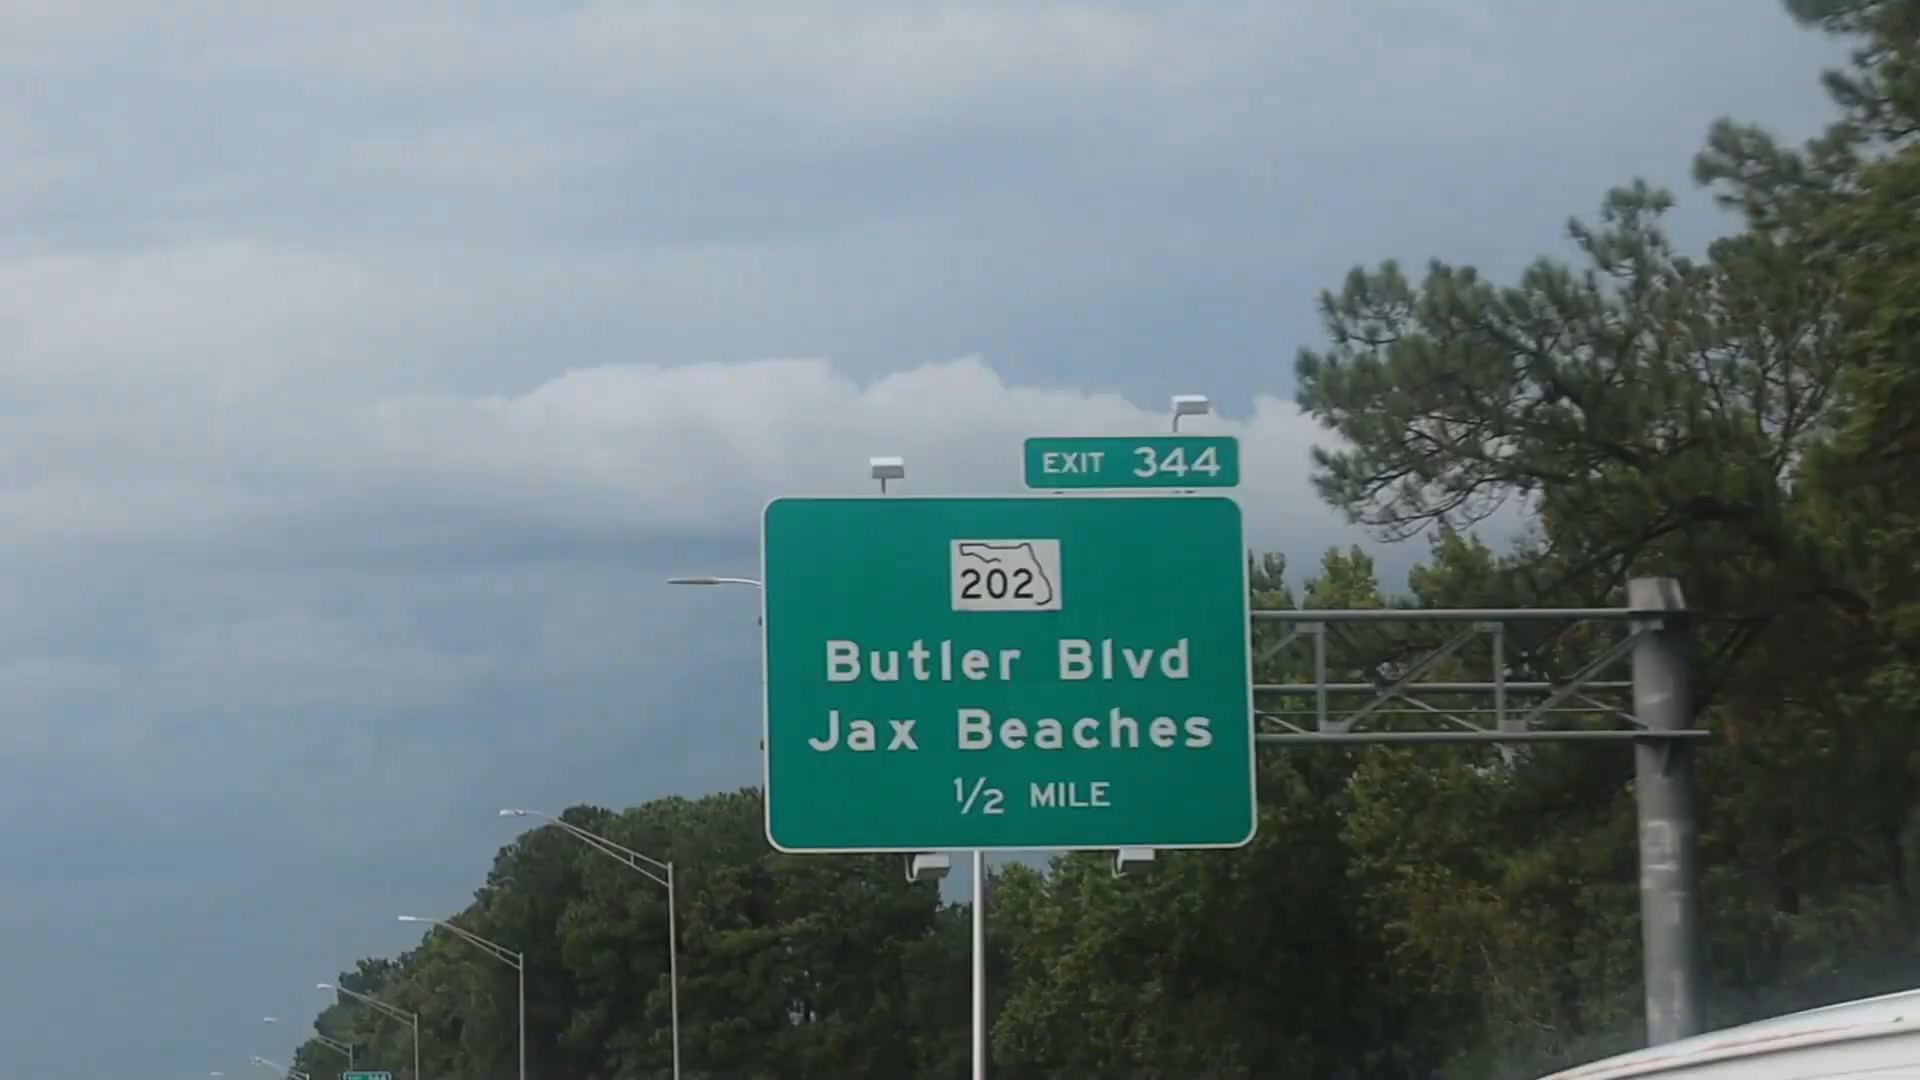 EXIT 344
202
Butler Blvd
Jax Beaches
1/2 MILE